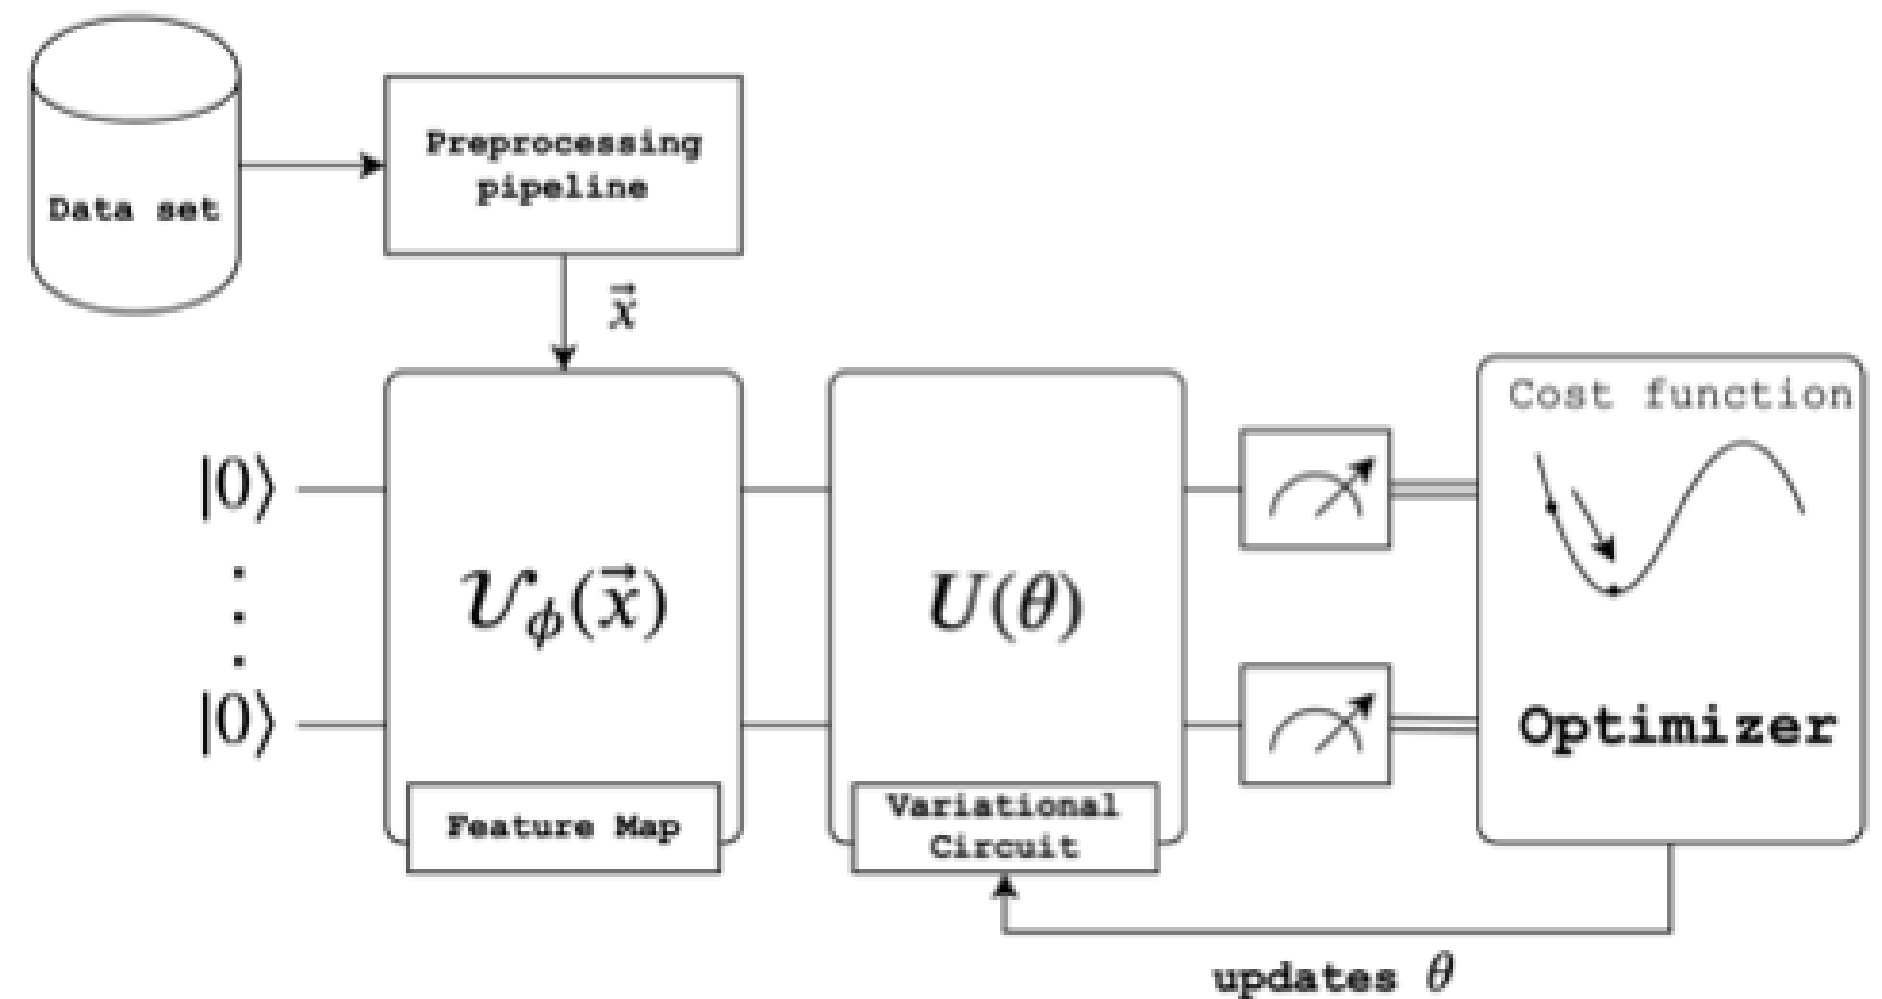 Data set
Preprocessing
pipeline
x⃗
|0⟩
|0⟩
𝒰ϕ(x⃗)
Feature Map
U(θ)
Variational
Circuit
Cost function
Optimizer
updates θ